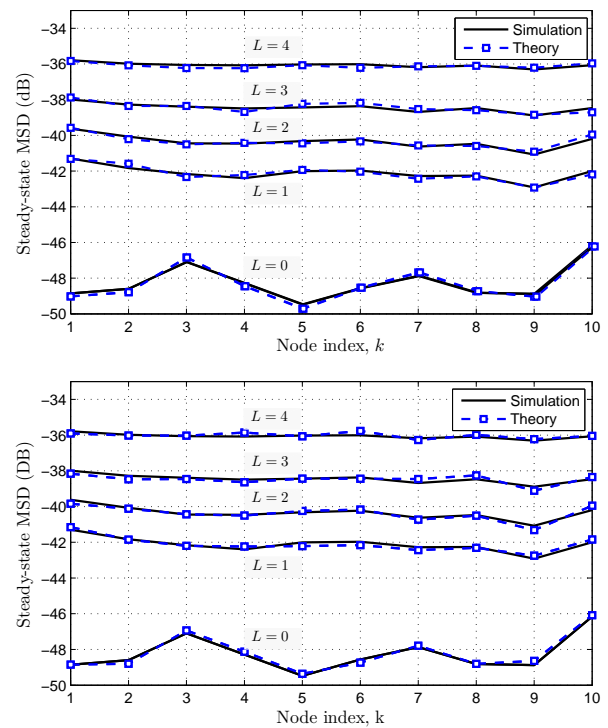 −34
−36
−38
−40
−42
−44
−46
−48
−50
Steady-state MSD (dB)
Simulation
Theory
L = 4
L = 3
L = 2
L = 1
L = 0
1 2 3 4 5 6 7 8 9 10
Node index, k
−34
−36
−38
−40
−42
−44
−46
−48
−50
Steady-state MSD (DB)
Simulation
Theory
L = 4
L = 3
L = 2
L = 1
L = 0
1 2 3 4 5 6 7 8 9 10
Node index, k